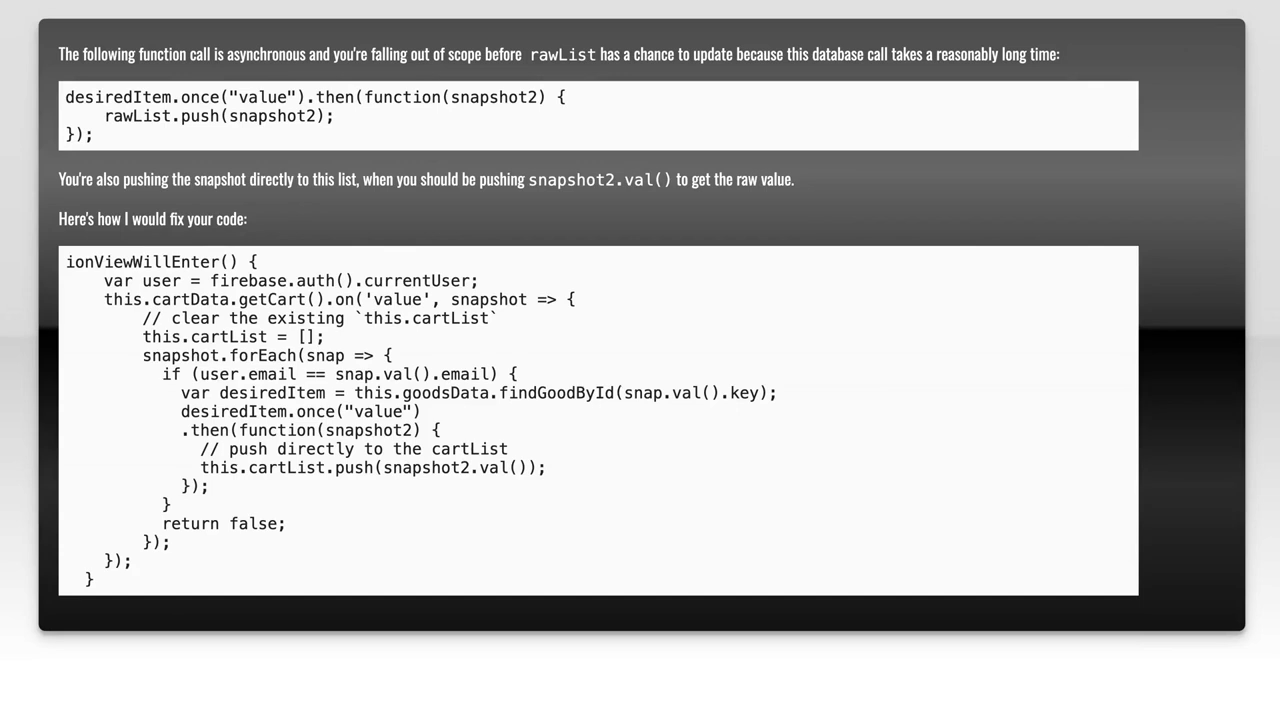 The following function call is asynchronous and you're falling out of scope before rawList has a chance to update because this database call takes a reasonably long time:
desiredItem.once("value").then(function(snapshot2) {
    rawList.push(snapshot2);
});
You're also pushing the snapshot directly to this list, when you should be pushing snapshot2.val() to get the raw value.
Here's how I would fix your code:
ionViewWillEnter() {
    var user = firebase.auth().currentUser;
    this.cartData.getCart().on('value', snapshot => {
        // clear the existing `this.cartList`
        this.cartList = [];
        snapshot.forEach(snap => {
          if (user.email == snap.val().email) {
            var desiredItem = this.goodsData.findGoodById(snap.val().key);
            desiredItem.once("value")
            .then(function(snapshot2) {
              // push directly to the cartList
              this.cartList.push(snapshot2.val());
            });
          }
          return false;
        });
    });
  }